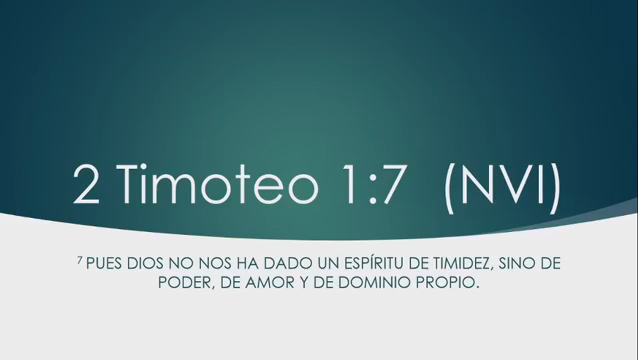 2 Timoteo 1:7 (NVI)
7 PUES DIOS NO NOS HA DADO UN ESPÍRITU DE TIMIDEZ, SINO DE
PODER, DE AMOR Y DE DOMINIO PROPIO.